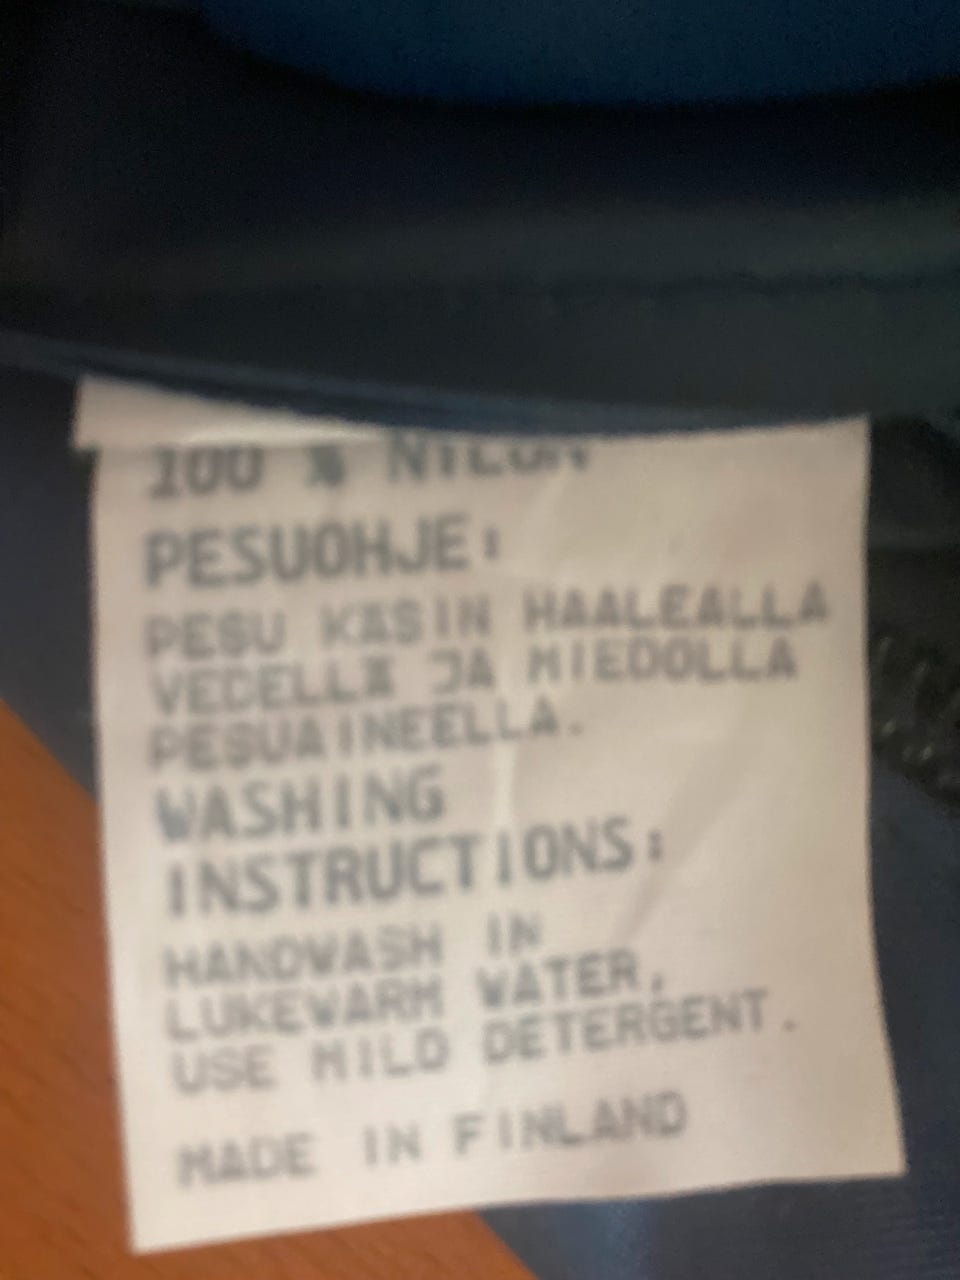 100 % NYLON
PESUOHJE:
PESU KÄSIN HAALEALLA
VEDELLÄ JA MIEDOLLA
PESUAINEELLA.
WASHING
INSTRUCTIONS:
HANDWASH IN
LUKEWARM WATER.
USE MILD DETERGENT.
MADE IN FINLAND